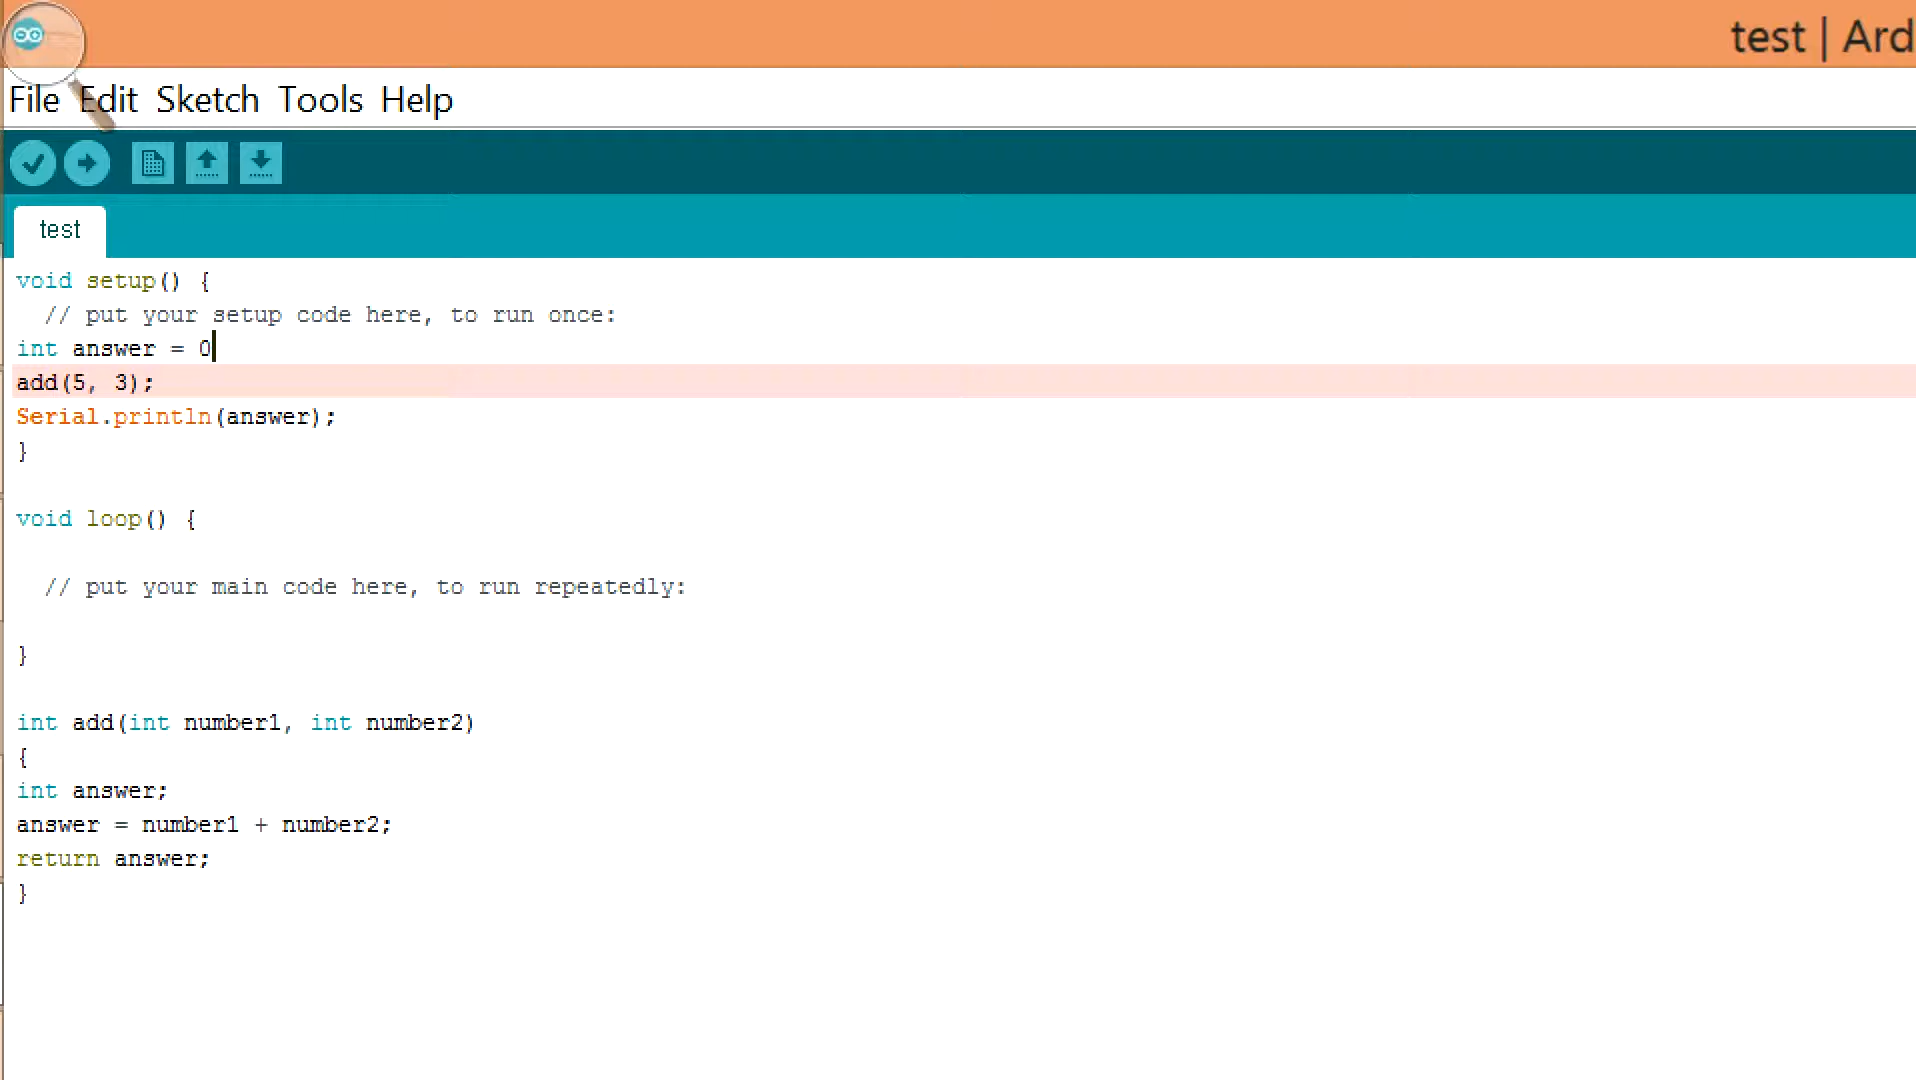 test | Ard
File Edit Sketch Tools Help
test
void setup() {
  // put your setup code here, to run once:
int answer = 0
add(5, 3);
Serial.println(answer);
}
void loop() {
  // put your main code here, to run repeatedly:
}
int add(int number1, int number2)
{
int answer;
answer = number1 + number2;
return answer;
}